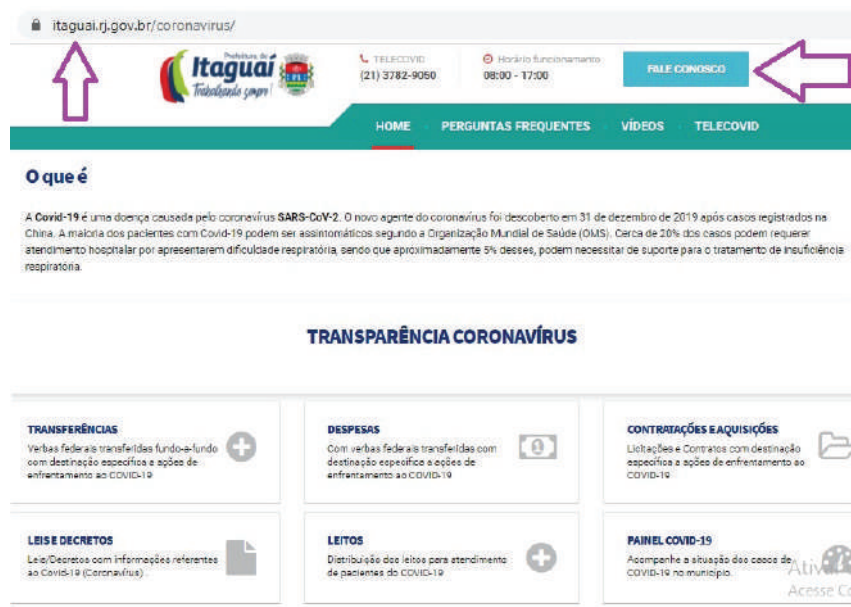 itaguai.rj.gov.br/coronavirus/
Prefeitura de
Itaguaí
Trabalhando sempre!
TELECOVID
(21) 3782-9050
Horário funcionamento
08:00 - 17:00
FALE CONOSCO
HOME
PERGUNTAS FREQUENTES
VÍDEOS
TELECOVID
O que é
A Covid-19 é uma doença causada pelo coronavírus SARS-CoV-2. O novo agente do coronavírus foi descoberto em 31 de dezembro de 2019 após casos registrados na
China. A maioria dos pacientes com Covid-19 podem ser assintomáticos segundo a Organização Mundial de Saúde (OMS). Cerca de 20% dos casos podem requerer
atendimento hospitalar por apresentarem dificuldade respiratória, sendo que aproximadamente 5% desses, podem necessitar de suporte para o tratamento de insuficiência
respiratória.
TRANSPARÊNCIA CORONAVÍRUS
TRANSFERÊNCIAS
Verbas federais transferidas fundo-a-fundo
com destinação específica a ações de
enfrentamento ao COVID-19
DESPESAS
Com verbas federais transferidas com
destinação específica a ações de
enfrentamento ao COVID-19
CONTRATAÇÕES E AQUISIÇÕES
Licitações e Contratos com destinação
específica a ações de enfrentamento ao
COVID-19
LEIS E DECRETOS
Leis/Decretos com informações referentes
ao Covid-19 (Coronavírus)
LEITOS
Distribuição dos leitos para atendimento
de pacientes do COVID-19
PAINEL COVID-19
Acompanhe a situação dos casos de
COVID-19 no município.
Ativ
Acesse Co